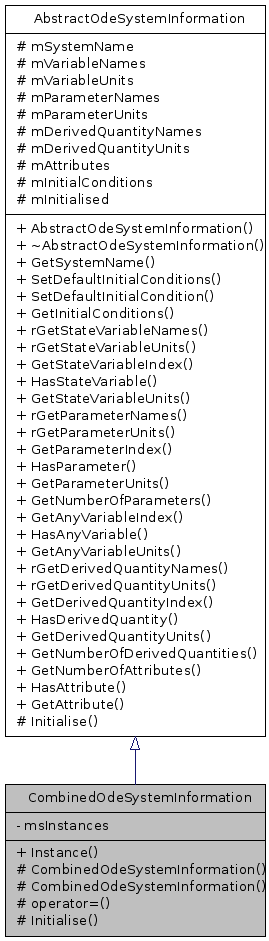 AbstractOdeSystemInformation
# mSystemName
# mVariableNames
# mVariableUnits
# mParameterNames
# mParameterUnits
# mDerivedQuantityNames
# mDerivedQuantityUnits
# mAttributes
# mInitialConditions
# mInitialised
+ AbstractOdeSystemInformation()
+ ~AbstractOdeSystemInformation()
+ GetSystemName()
+ SetDefaultInitialConditions()
+ SetDefaultInitialCondition()
+ GetInitialConditions()
+ rGetStateVariableNames()
+ rGetStateVariableUnits()
+ GetStateVariableIndex()
+ HasStateVariable()
+ GetStateVariableUnits()
+ rGetParameterNames()
+ rGetParameterUnits()
+ GetParameterIndex()
+ HasParameter()
+ GetParameterUnits()
+ GetNumberOfParameters()
+ GetAnyVariableIndex()
+ HasAnyVariable()
+ GetAnyVariableUnits()
+ rGetDerivedQuantityNames()
+ rGetDerivedQuantityUnits()
+ GetDerivedQuantityIndex()
+ HasDerivedQuantity()
+ GetDerivedQuantityUnits()
+ GetNumberOfDerivedQuantities()
+ GetNumberOfAttributes()
+ HasAttribute()
+ GetAttribute()
# Initialise()
CombinedOdeSystemInformation
- msInstances
+ Instance()
# CombinedOdeSystemInformation()
# CombinedOdeSystemInformation()
# operator=()
# Initialise()